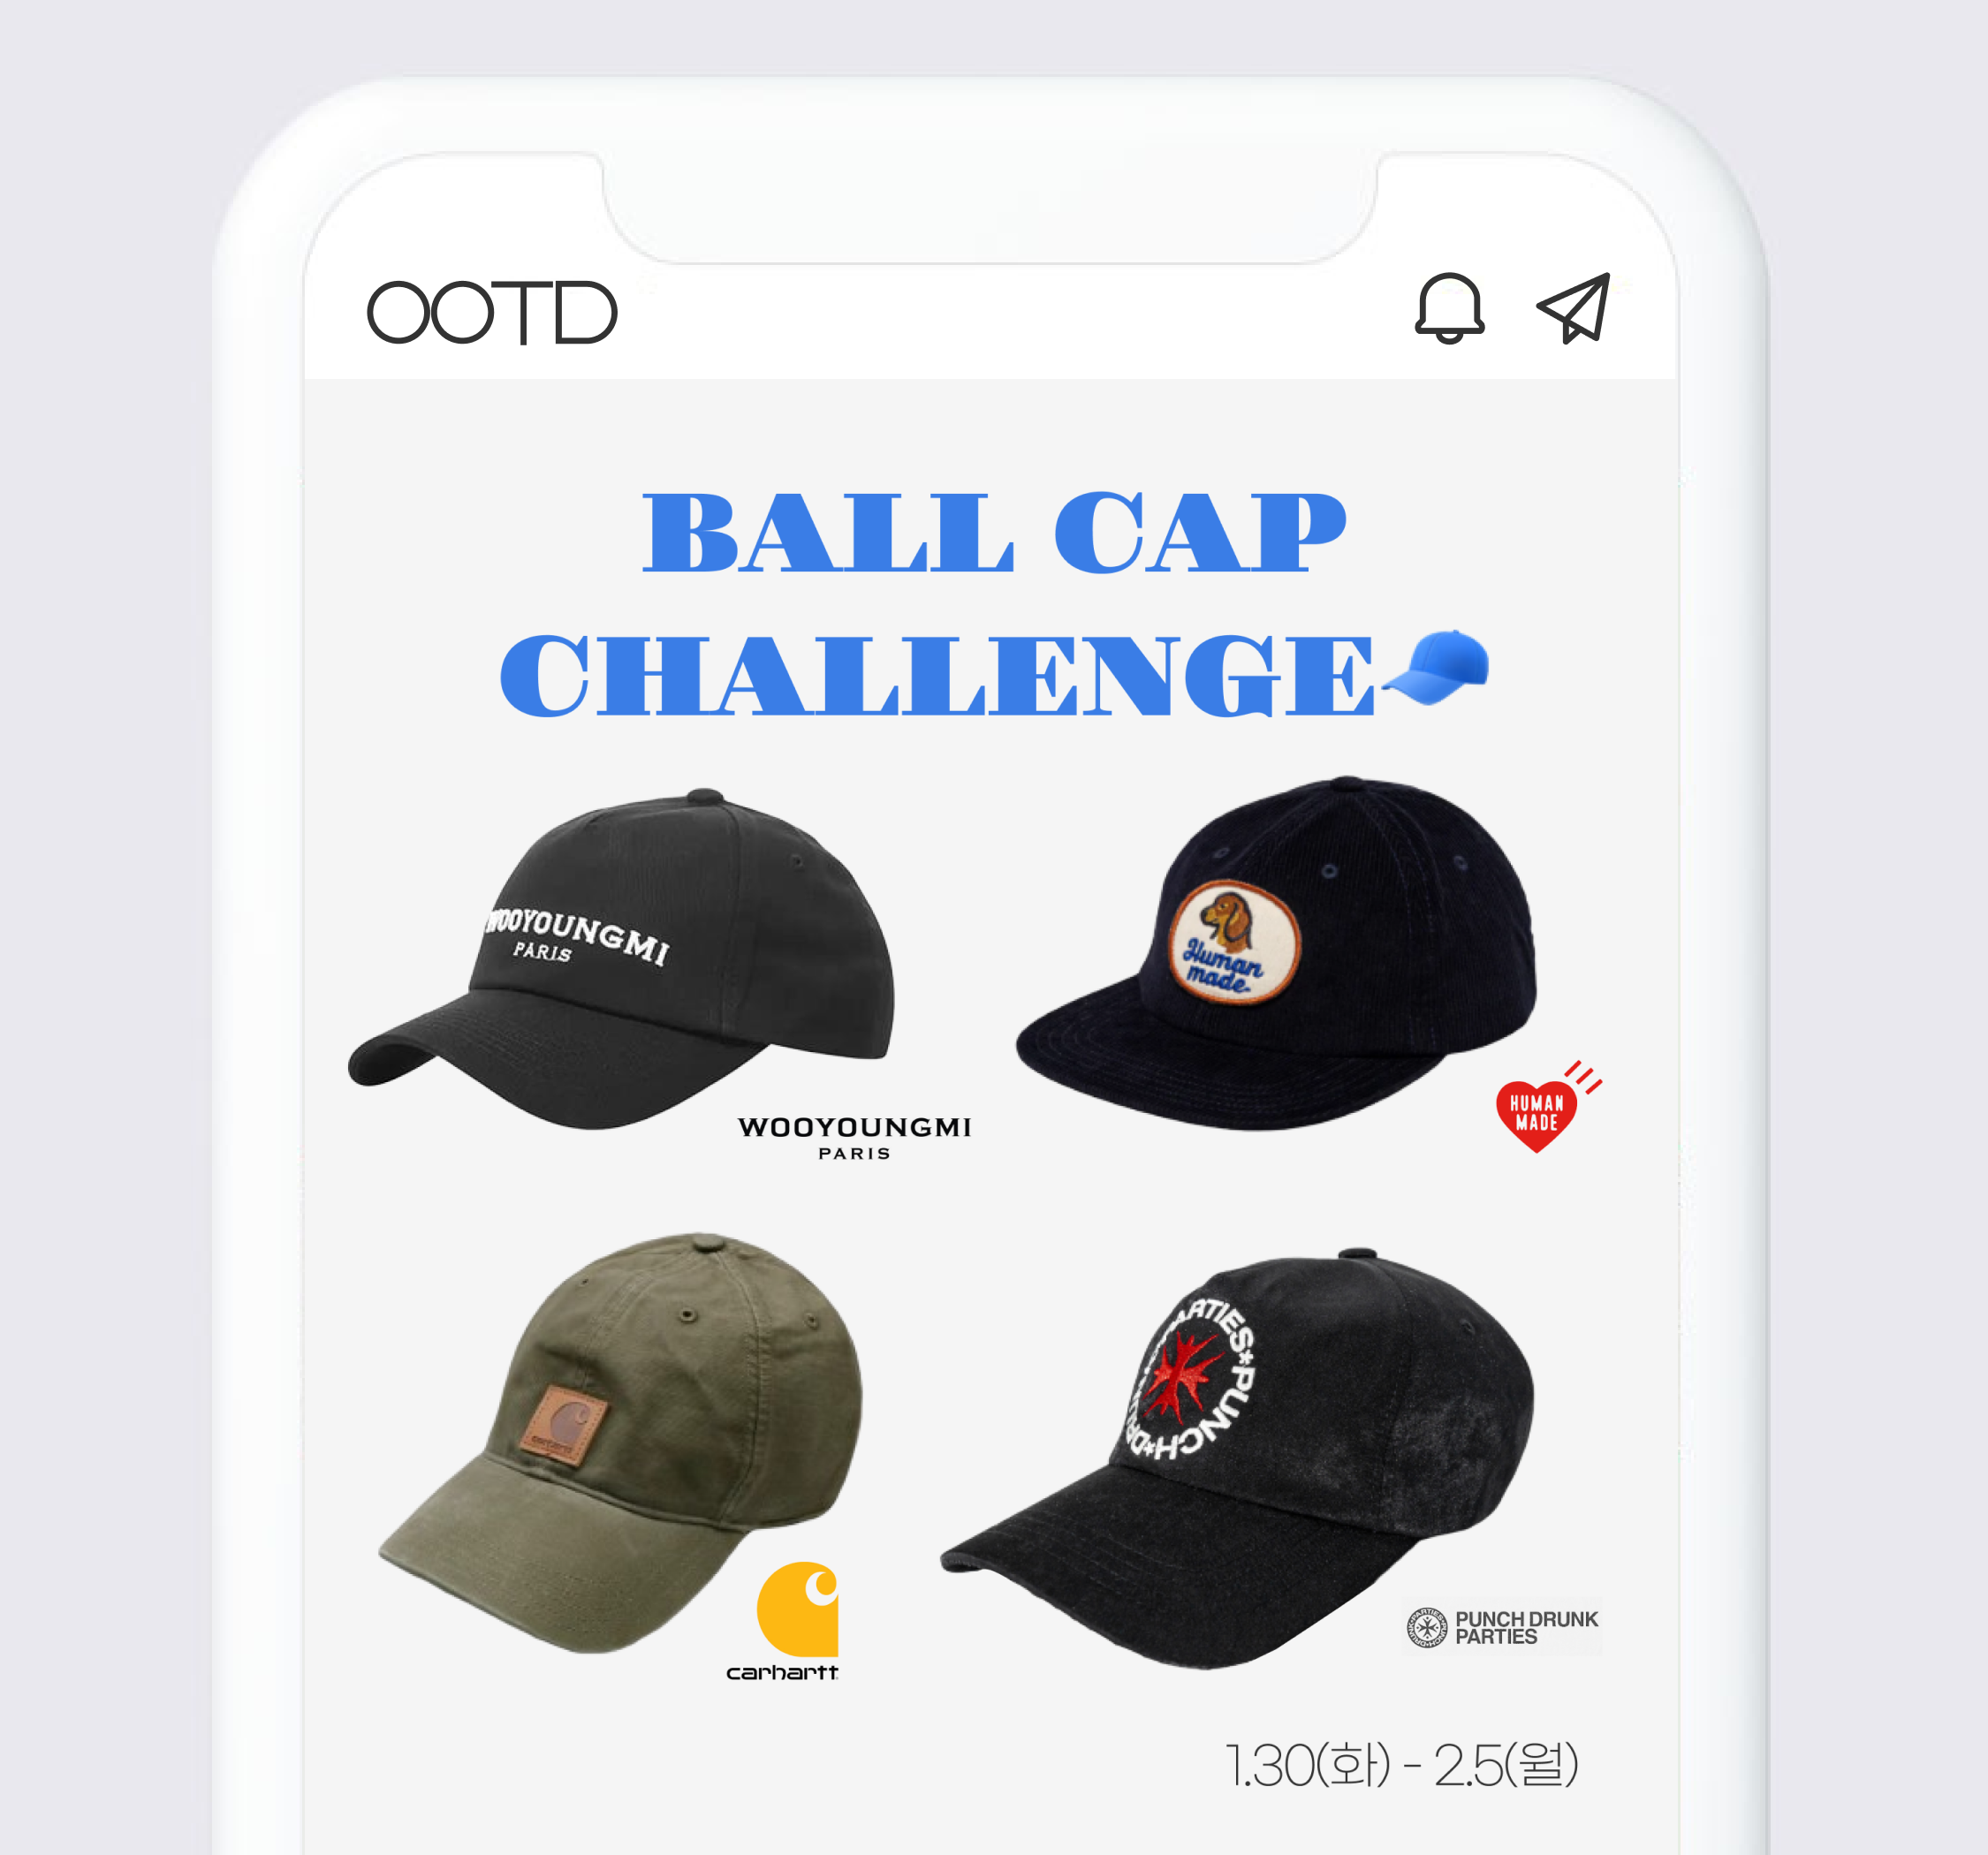 OOTD
BALL CAP
CHALLENGE
WOOYOUNGMI
PARIS
Human
made
WOOYOUNGMI
PARIS
HUMAN
MADE
PARTIES*PUNCH*
carhartt
carhartt
PUNCH DRUNK
PARTIES
1.30(화) - 2.5(월)